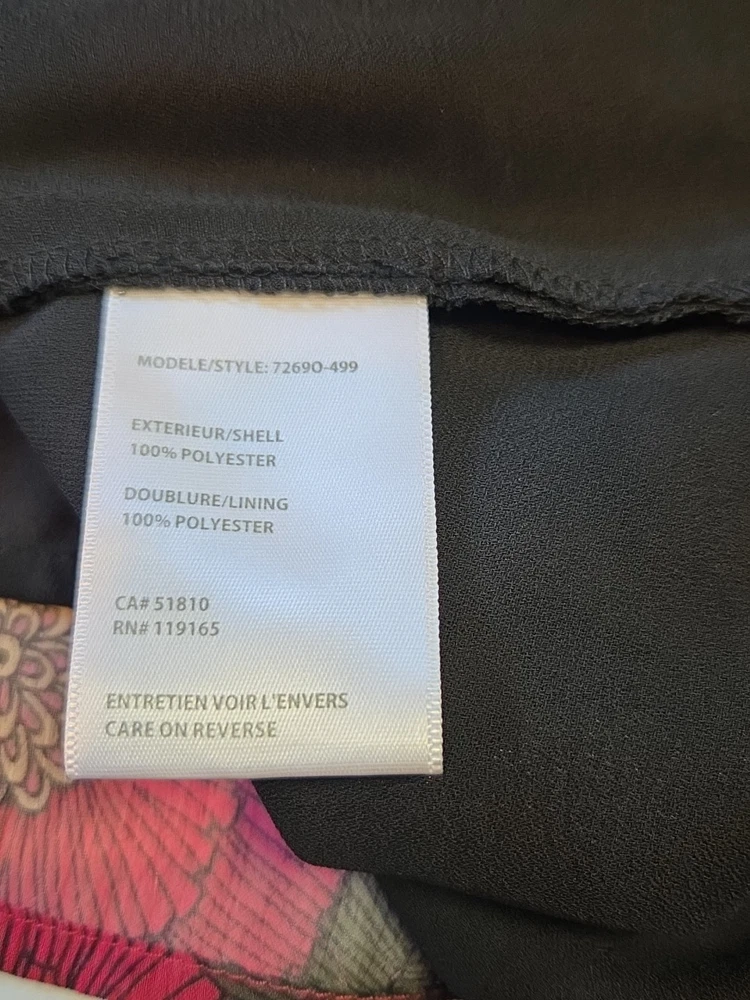 MODELE/STYLE: 7269O-499
EXTERIEUR/SHELL
100% POLYESTER
DOUBLURE/LINING
100% POLYESTER
CA# 51810
RN# 119165
ENTRETIEN VOIR L'ENVERS
CARE ON REVERSE